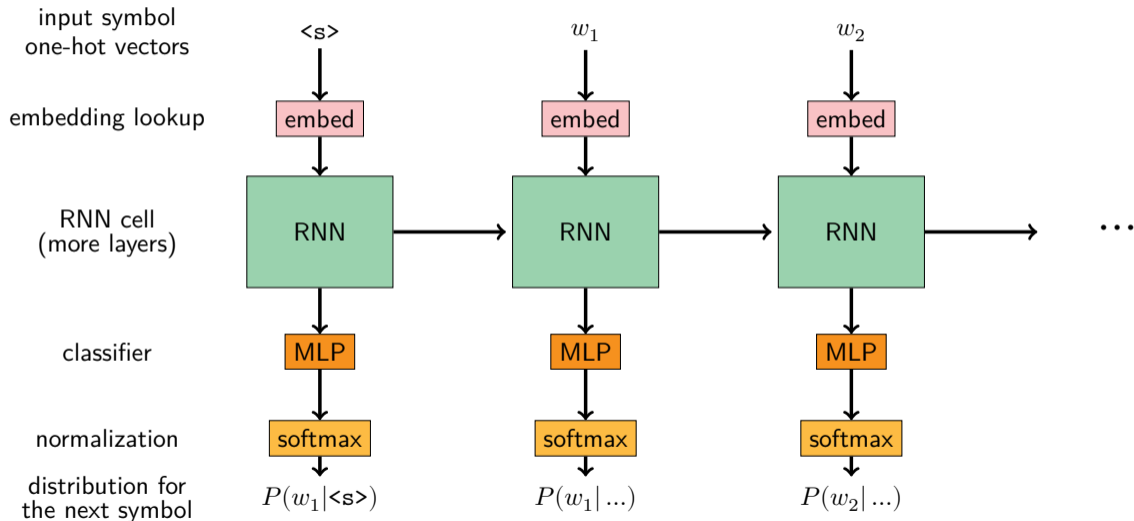 input symbol
one-hot vectors
<s>
w₁
w₂
embedding lookup
embed
embed
embed
RNN cell
(more layers)
RNN
RNN
RNN
...
classifier
MLP
MLP
MLP
normalization
softmax
softmax
softmax
distribution for
the next symbol
P(w₁|<s>)
P(w₁|...)
P(w₂|...)